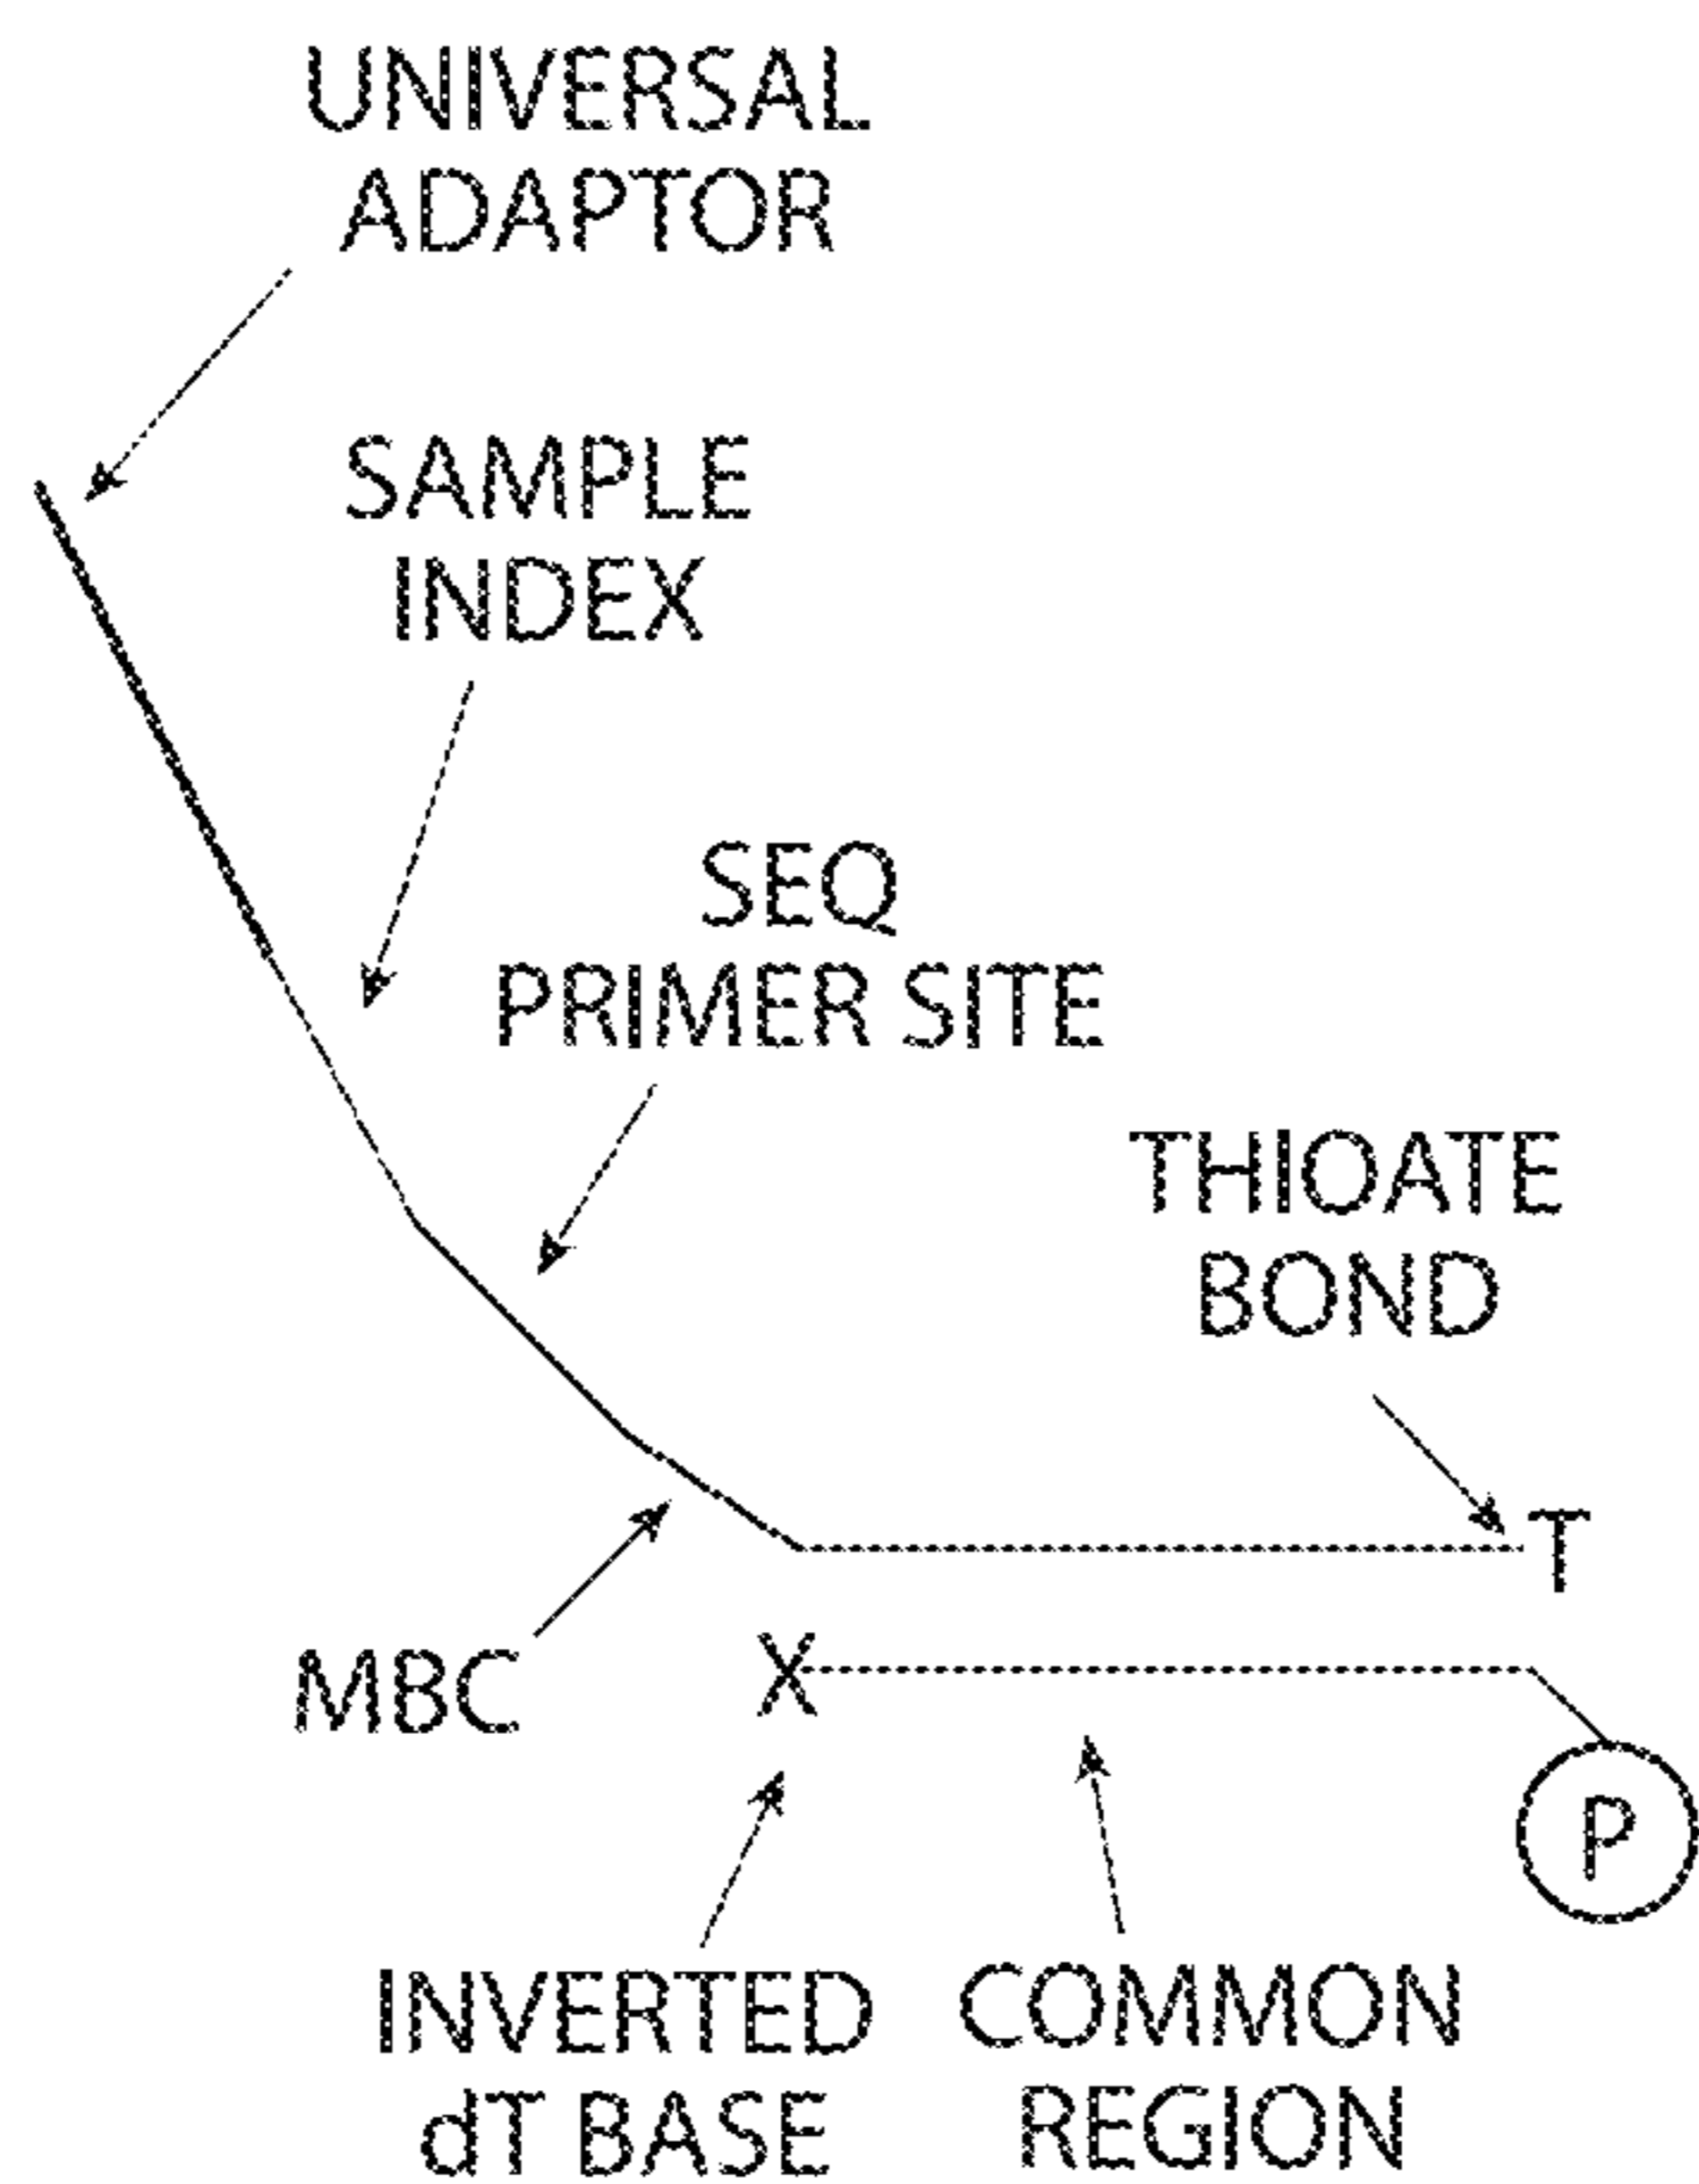 UNIVERSAL
ADAPTOR
SAMPLE
INDEX
SEQ
PRIMER SITE
THIOATE
BOND
T
MBC
X
P
INVERTED
dT BASE
COMMON
REGION